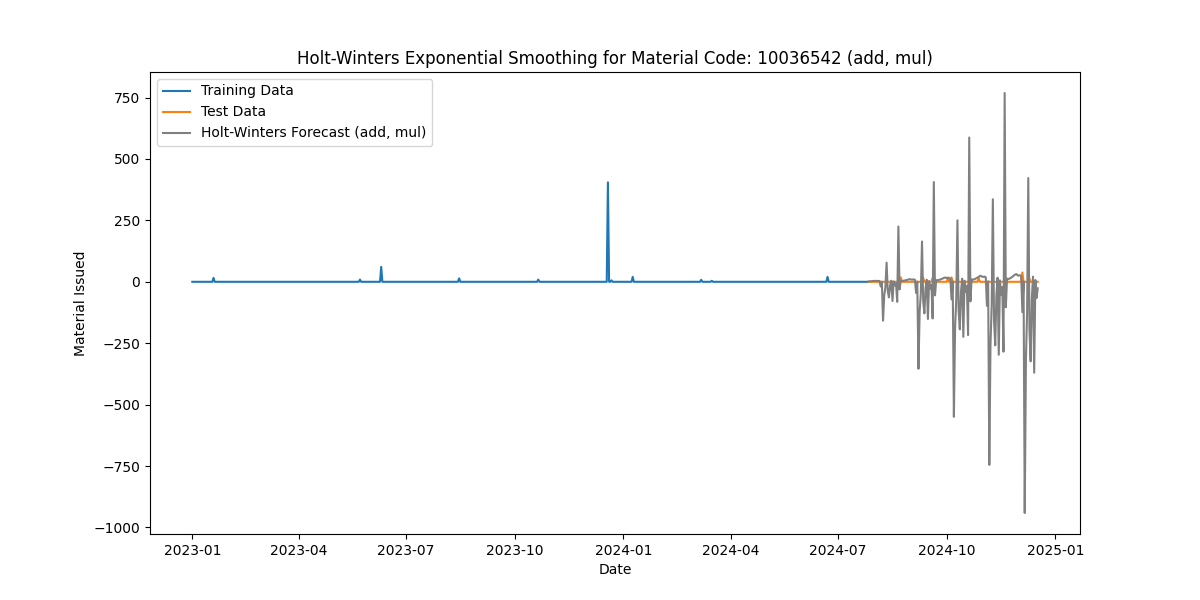 Holt-Winters Exponential Smoothing for Material Code: 10036542 (add, mul)
Training Data
Test Data
Holt-Winters Forecast (add, mul)
750
500
250
0
−250
−500
−750
−1000
Material Issued
2023-01 2023-04 2023-07 2023-10 2024-01 2024-04 2024-07 2024-10 2025-01
Date